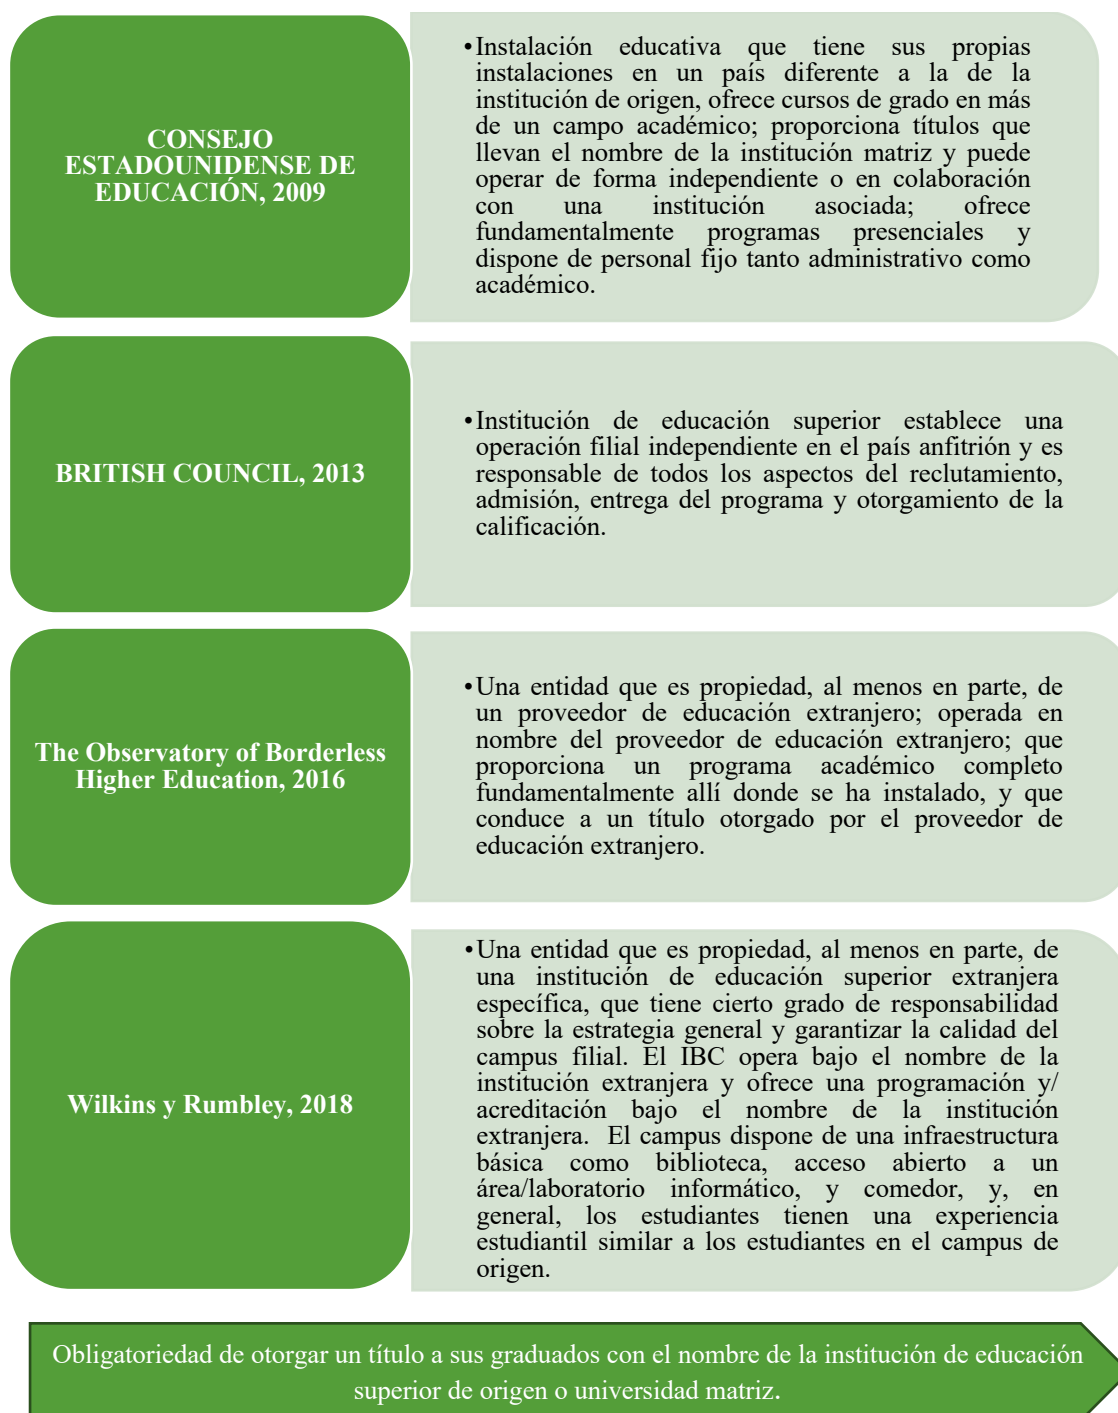 CONSEJO
ESTADOUNIDENSE DE
EDUCACIÓN, 2009
•Instalación educativa que tiene sus propias
instalaciones en un país diferente a la de la
institución de origen, ofrece cursos de grado en más
de un campo académico; proporciona títulos que
llevan el nombre de la institución matriz y puede
operar de forma independiente o en colaboración
con una institución asociada; ofrece
fundamentalmente programas presenciales y
dispone de personal fijo tanto administrativo como
académico.
BRITISH COUNCIL, 2013
•Institución de educación superior establece una
operación filial independiente en el país anfitrión y es
responsable de todos los aspectos del reclutamiento,
admisión, entrega del programa y otorgamiento de la
calificación.
The Observatory of Borderless
Higher Education, 2016
•Una entidad que es propiedad, al menos en parte, de
un proveedor de educación extranjero; operada en
nombre del proveedor de educación extranjero; que
proporciona un programa académico completo
fundamentalmente allí donde se ha instalado, y que
conduce a un título otorgado por el proveedor de
educación extranjero.
Wilkins y Rumbley, 2018
•Una entidad que es propiedad, al menos en parte, de
una institución de educación superior extranjera
específica, que tiene cierto grado de responsabilidad
sobre la estrategia general y garantizar la calidad del
campus filial. El IBC opera bajo el nombre de la
institución extranjera y ofrece una programación y/
acreditación bajo el nombre de la institución
extranjera. El campus dispone de una infraestructura
básica como biblioteca, acceso abierto a un
área/laboratorio informático, y comedor, y, en
general, los estudiantes tienen una experiencia
estudiantil similar a los estudiantes en el campus de
origen.
Obligatoriedad de otorgar un título a sus graduados con el nombre de la institución de educación
superior de origen o universidad matriz.